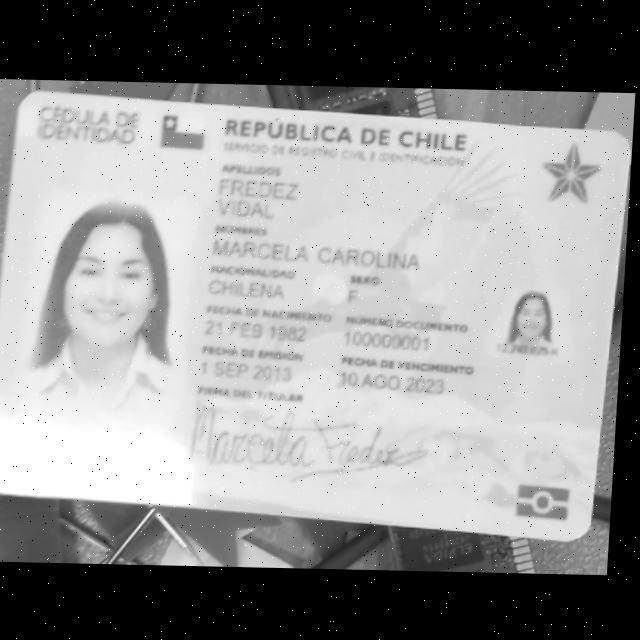 CÉDULA DE
IDENTIDAD
REPÚBLICA DE CHILE
SERVICIO DE REGISTRO CIVIL E IDENTIFICACIÓN
APELLIDOS
FREDEZ
VIDAL
NOMBRES
MARCELA CAROLINA
NACIONALIDAD
SEXO
CHILENA
F
FECHA DE NACIMIENTO
NÚMERO DOCUMENTO
21 FEB 1982
100000001
FECHA DE EMISIÓN
FECHA DE VENCIMIENTO
1 SEP 2013
10 AGO 2023
FIRMA DEL TITULAR
Marcela Fredez